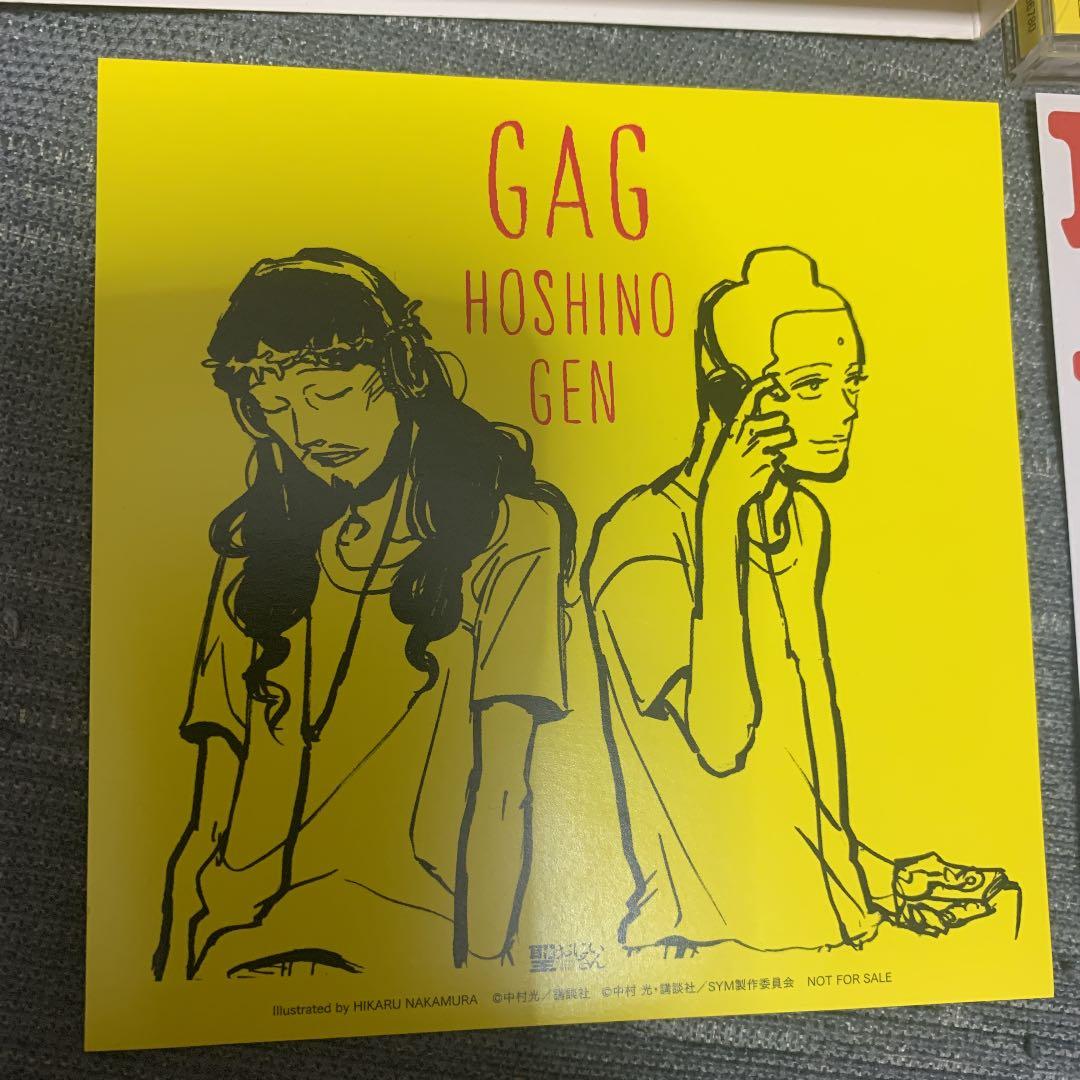 GAG
HOSHINO
GEN
聖おにいさん
Illustrated by HIKARU NAKAMURA ©中村光／講談社 ©中村 光・講談社／SYM製作委員会 NOT FOR SALE